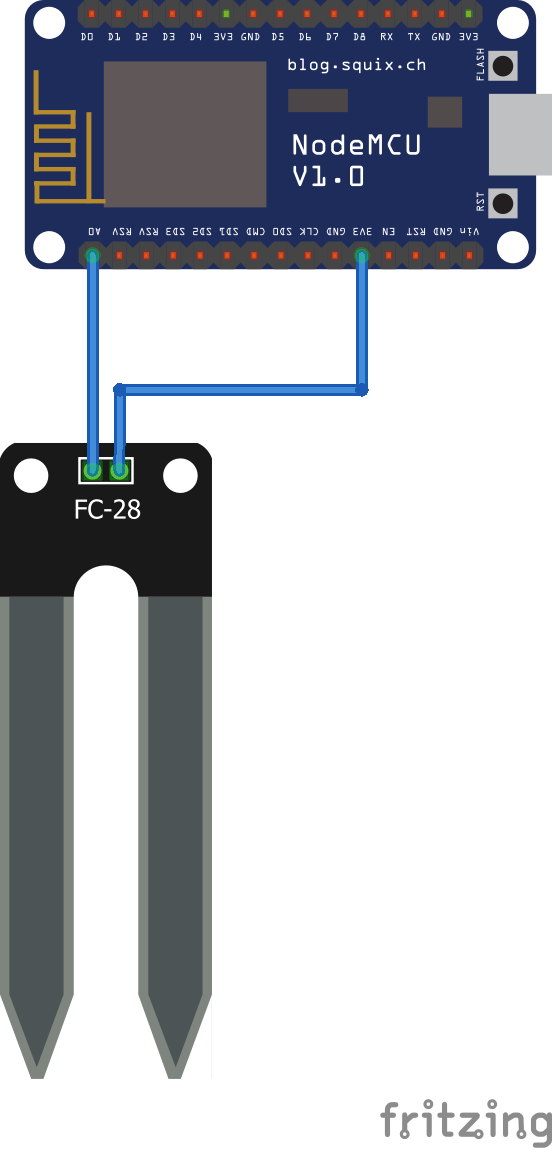 D0 D1 D2 D3 D4 3V3 GND D5 D6 D7 D8 RX TX GND 3V3
FLASH
blog.squix.ch
NodeMCU
V1.0
RST
A0 RSV RSV SD3 SD2 SD1 CMD SD0 CLK GND 3V3 EN RST GND Vin
FC-28
fritzing